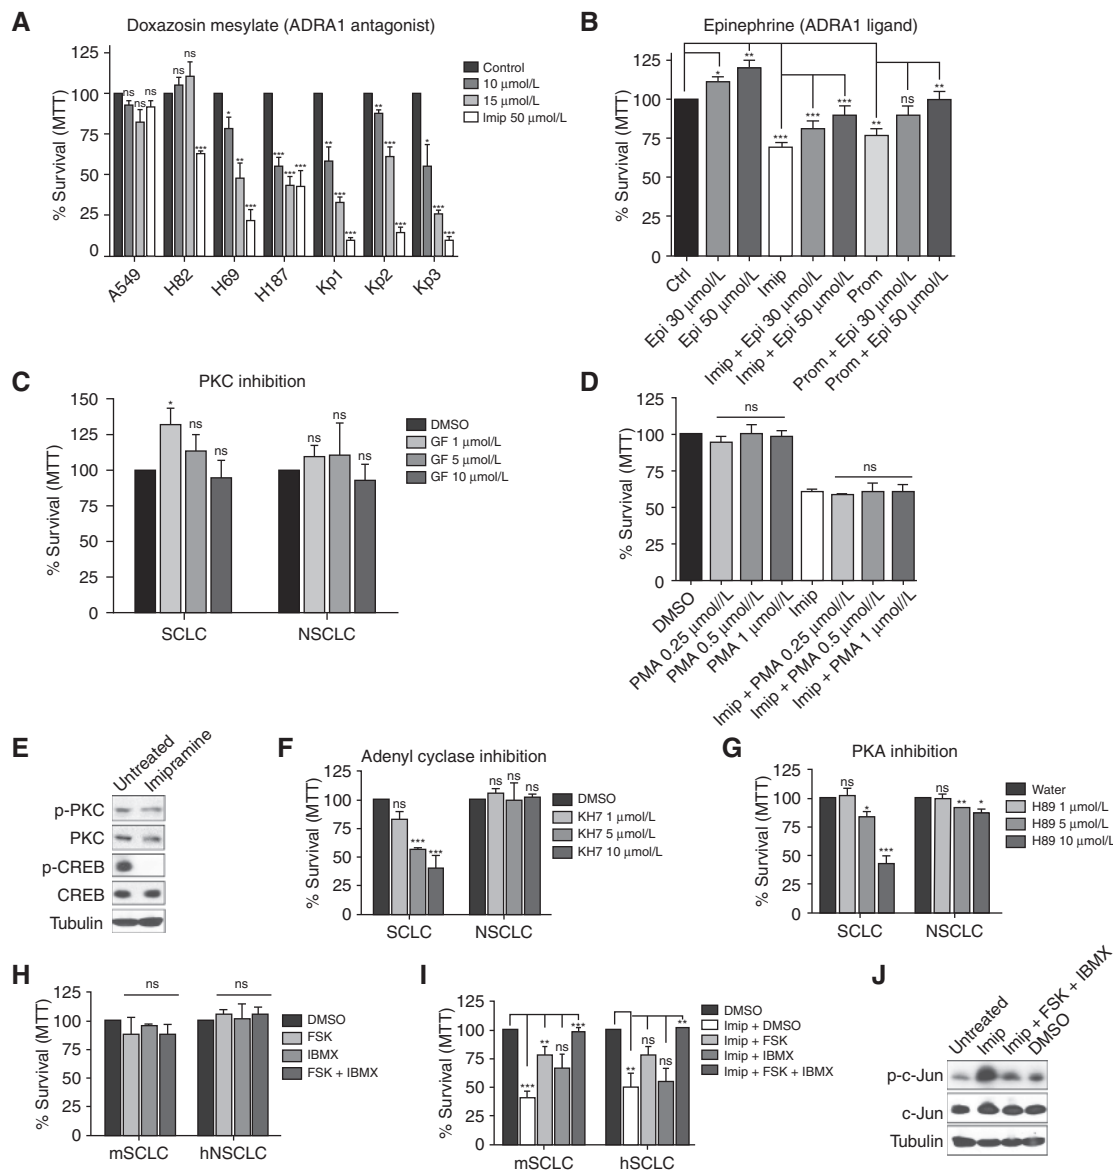 A
Doxazosin mesylate (ADRA1 antagonist)
% Survival (MTT)
125
100
75
50
25
0
ns ns ns
ns ns ***
* ** ***
*** *** ***
** *** ***
** *** ***
* *** ***
A549
H82
H69
H187
Kp1
Kp2
Kp3
Control
10 μmol/L
15 μmol/L
Imip 50 μmol/L
B
Epinephrine (ADRA1 ligand)
% Survival (MTT)
125
100
75
50
25
0
* ** *** *** *** ** ns **
Ctrl
Epi 30 μmol/L
Epi 50 μmol/L
Imip
Imip + Epi 30 μmol/L
Imip + Epi 50 μmol/L
Prom
Prom + Epi 30 μmol/L
Prom + Epi 50 μmol/L
C
PKC inhibition
% Survival (MTT)
150
125
100
75
50
25
0
* ns ns
ns ns ns
SCLC
NSCLC
DMSO
GF 1 μmol/L
GF 5 μmol/L
GF 10 μmol/L
D
% Survival (MTT)
125
100
75
50
25
0
ns
ns
DMSO
PMA 0.25 μmol//L
PMA 0.5 μmol/L
PMA 1 μmol/L
Imip
Imip + PMA 0.25 μmol/L
Imip + PMA 0.5 μmol/L
Imip + PMA 1 μmol/L
E
Untreated
Imipramine
p-PKC
PKC
p-CREB
CREB
Tubulin
F
Adenyl cyclase inhibition
% Survival (MTT)
125
100
75
50
25
0
ns *** ***
ns ns ns
SCLC
NSCLC
DMSO
KH7 1 μmol/L
KH7 5 μmol/L
KH7 10 μmol/L
G
PKA inhibition
% Survival (MTT)
125
100
75
50
25
0
ns * ***
ns ** *
SCLC
NSCLC
Water
H89 1 μmol/L
H89 5 μmol/L
H89 10 μmol/L
H
% Survival (MTT)
125
100
75
50
25
0
ns
ns
mSCLC
hNSCLC
DMSO
FSK
IBMX
FSK + IBMX
I
% Survival (MTT)
125
100
75
50
25
0
*** ** ns ***
** ns ns **
mSCLC
hSCLC
DMSO
Imip + DMSO
Imip + FSK
Imip + IBMX
Imip + FSK + IBMX
J
Untreated
Imip
Imip + FSK + IBMX
DMSO
p-c-Jun
c-Jun
Tubulin